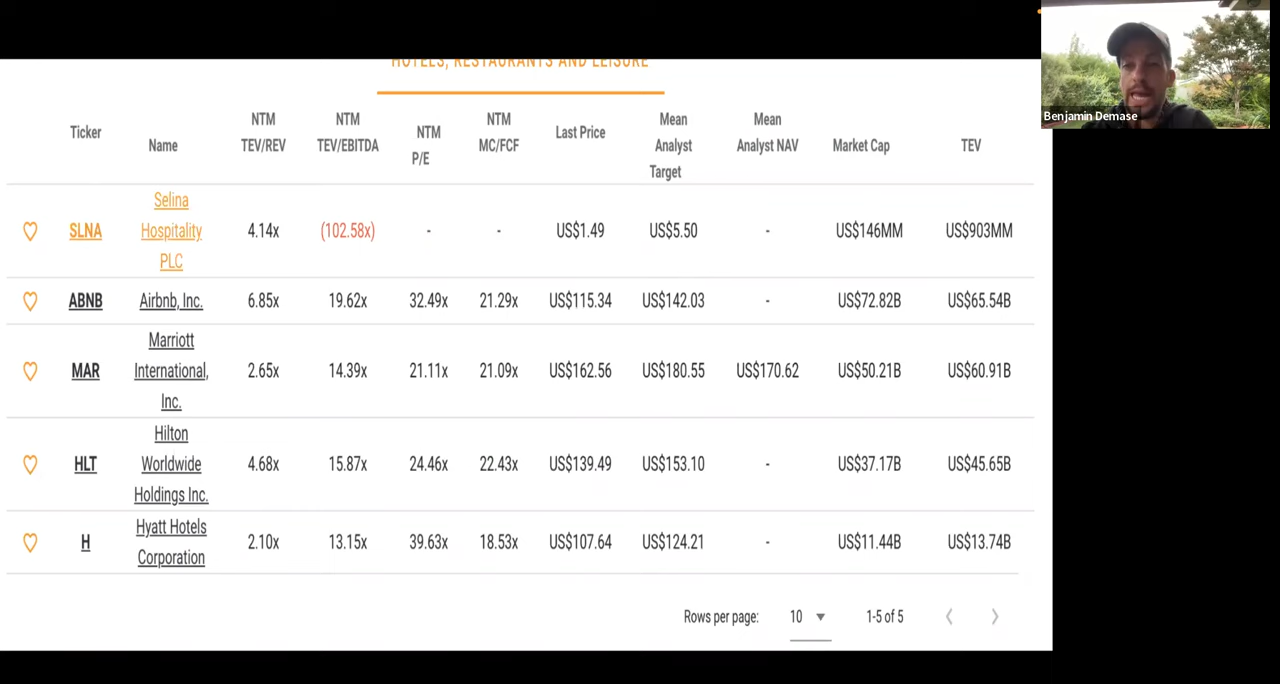 HOTELS, RESTAURANTS AND LEISURE
Benjamin Demase
Ticker Name NTM TEV/REV NTM TEV/EBITDA NTM P/E NTM MC/FCF Last Price Mean Analyst Target Mean Analyst NAV Market Cap TEV
SLNA Selina Hospitality PLC 4.14x (102.58x) - - US$1.49 US$5.50 - US$146MM US$903MM
ABNB Airbnb, Inc. 6.85x 19.62x 32.49x 21.29x US$115.34 US$142.03 - US$72.82B US$65.54B
MAR Marriott International, Inc. 2.65x 14.39x 21.11x 21.09x US$162.56 US$180.55 US$170.62 US$50.21B US$60.91B
HLT Hilton Worldwide Holdings Inc. 4.68x 15.87x 24.46x 22.43x US$139.49 US$153.10 - US$37.17B US$45.65B
H Hyatt Hotels Corporation 2.10x 13.15x 39.63x 18.53x US$107.64 US$124.21 - US$11.44B US$13.74B
Rows per page: 10 1-5 of 5